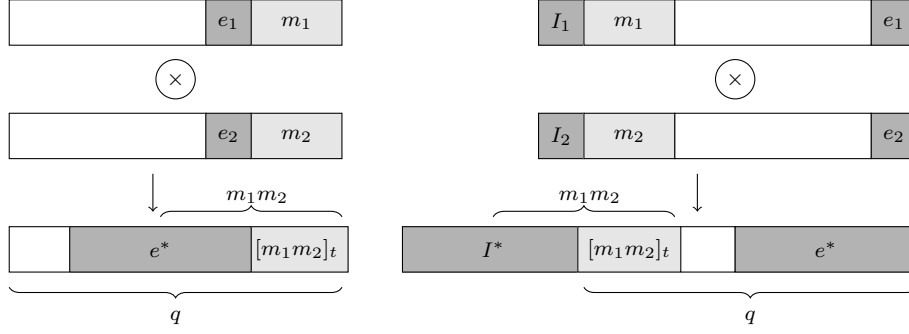 e₁ m₁ I₁ m₁ e₁
× ×
e₂ m₂ I₂ m₂ e₂
m₁m₂ m₁m₂
e* [m₁m₂]ₜ I* [m₁m₂]ₜ e*
q q